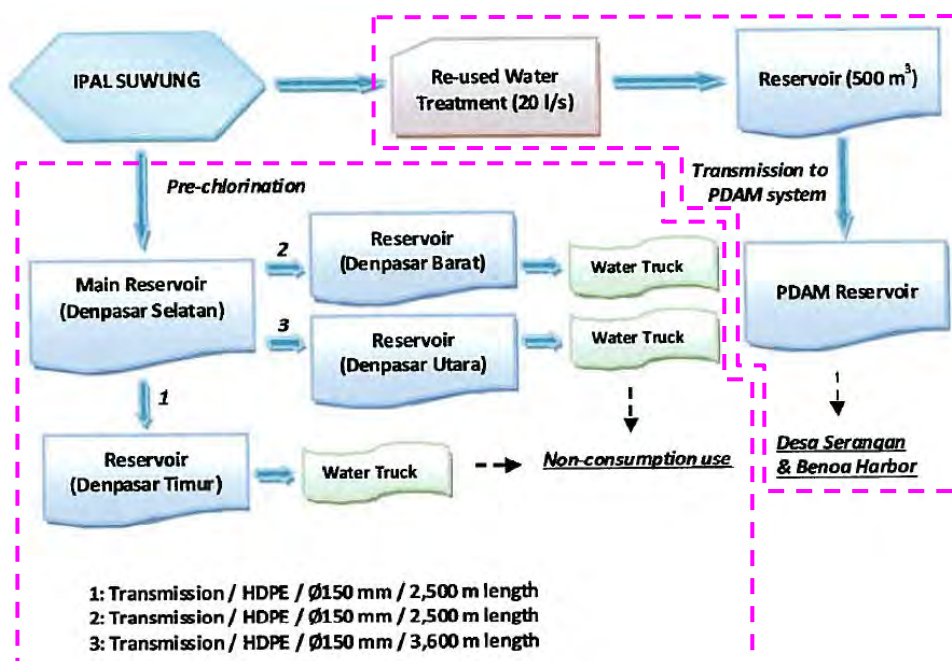 IPAL SUWUNG
Re-used Water
Treatment (20 l/s)
Reservoir (500 m³)
Pre-chlorination
Transmission to
PDAM system
Main Reservoir
(Denpasar Selatan)
2
Reservoir
(Denpasar Barat)
Water Truck
3
Reservoir
(Denpasar Utara)
Water Truck
PDAM Reservoir
1
Reservoir
(Denpasar Timur)
Water Truck
Non-consumption use
Desa Serangan
& Benoa Harbor
1: Transmission / HDPE / Ø150 mm / 2,500 m length
2: Transmission / HDPE / Ø150 mm / 2,500 m length
3: Transmission / HDPE / Ø150 mm / 3,600 m length